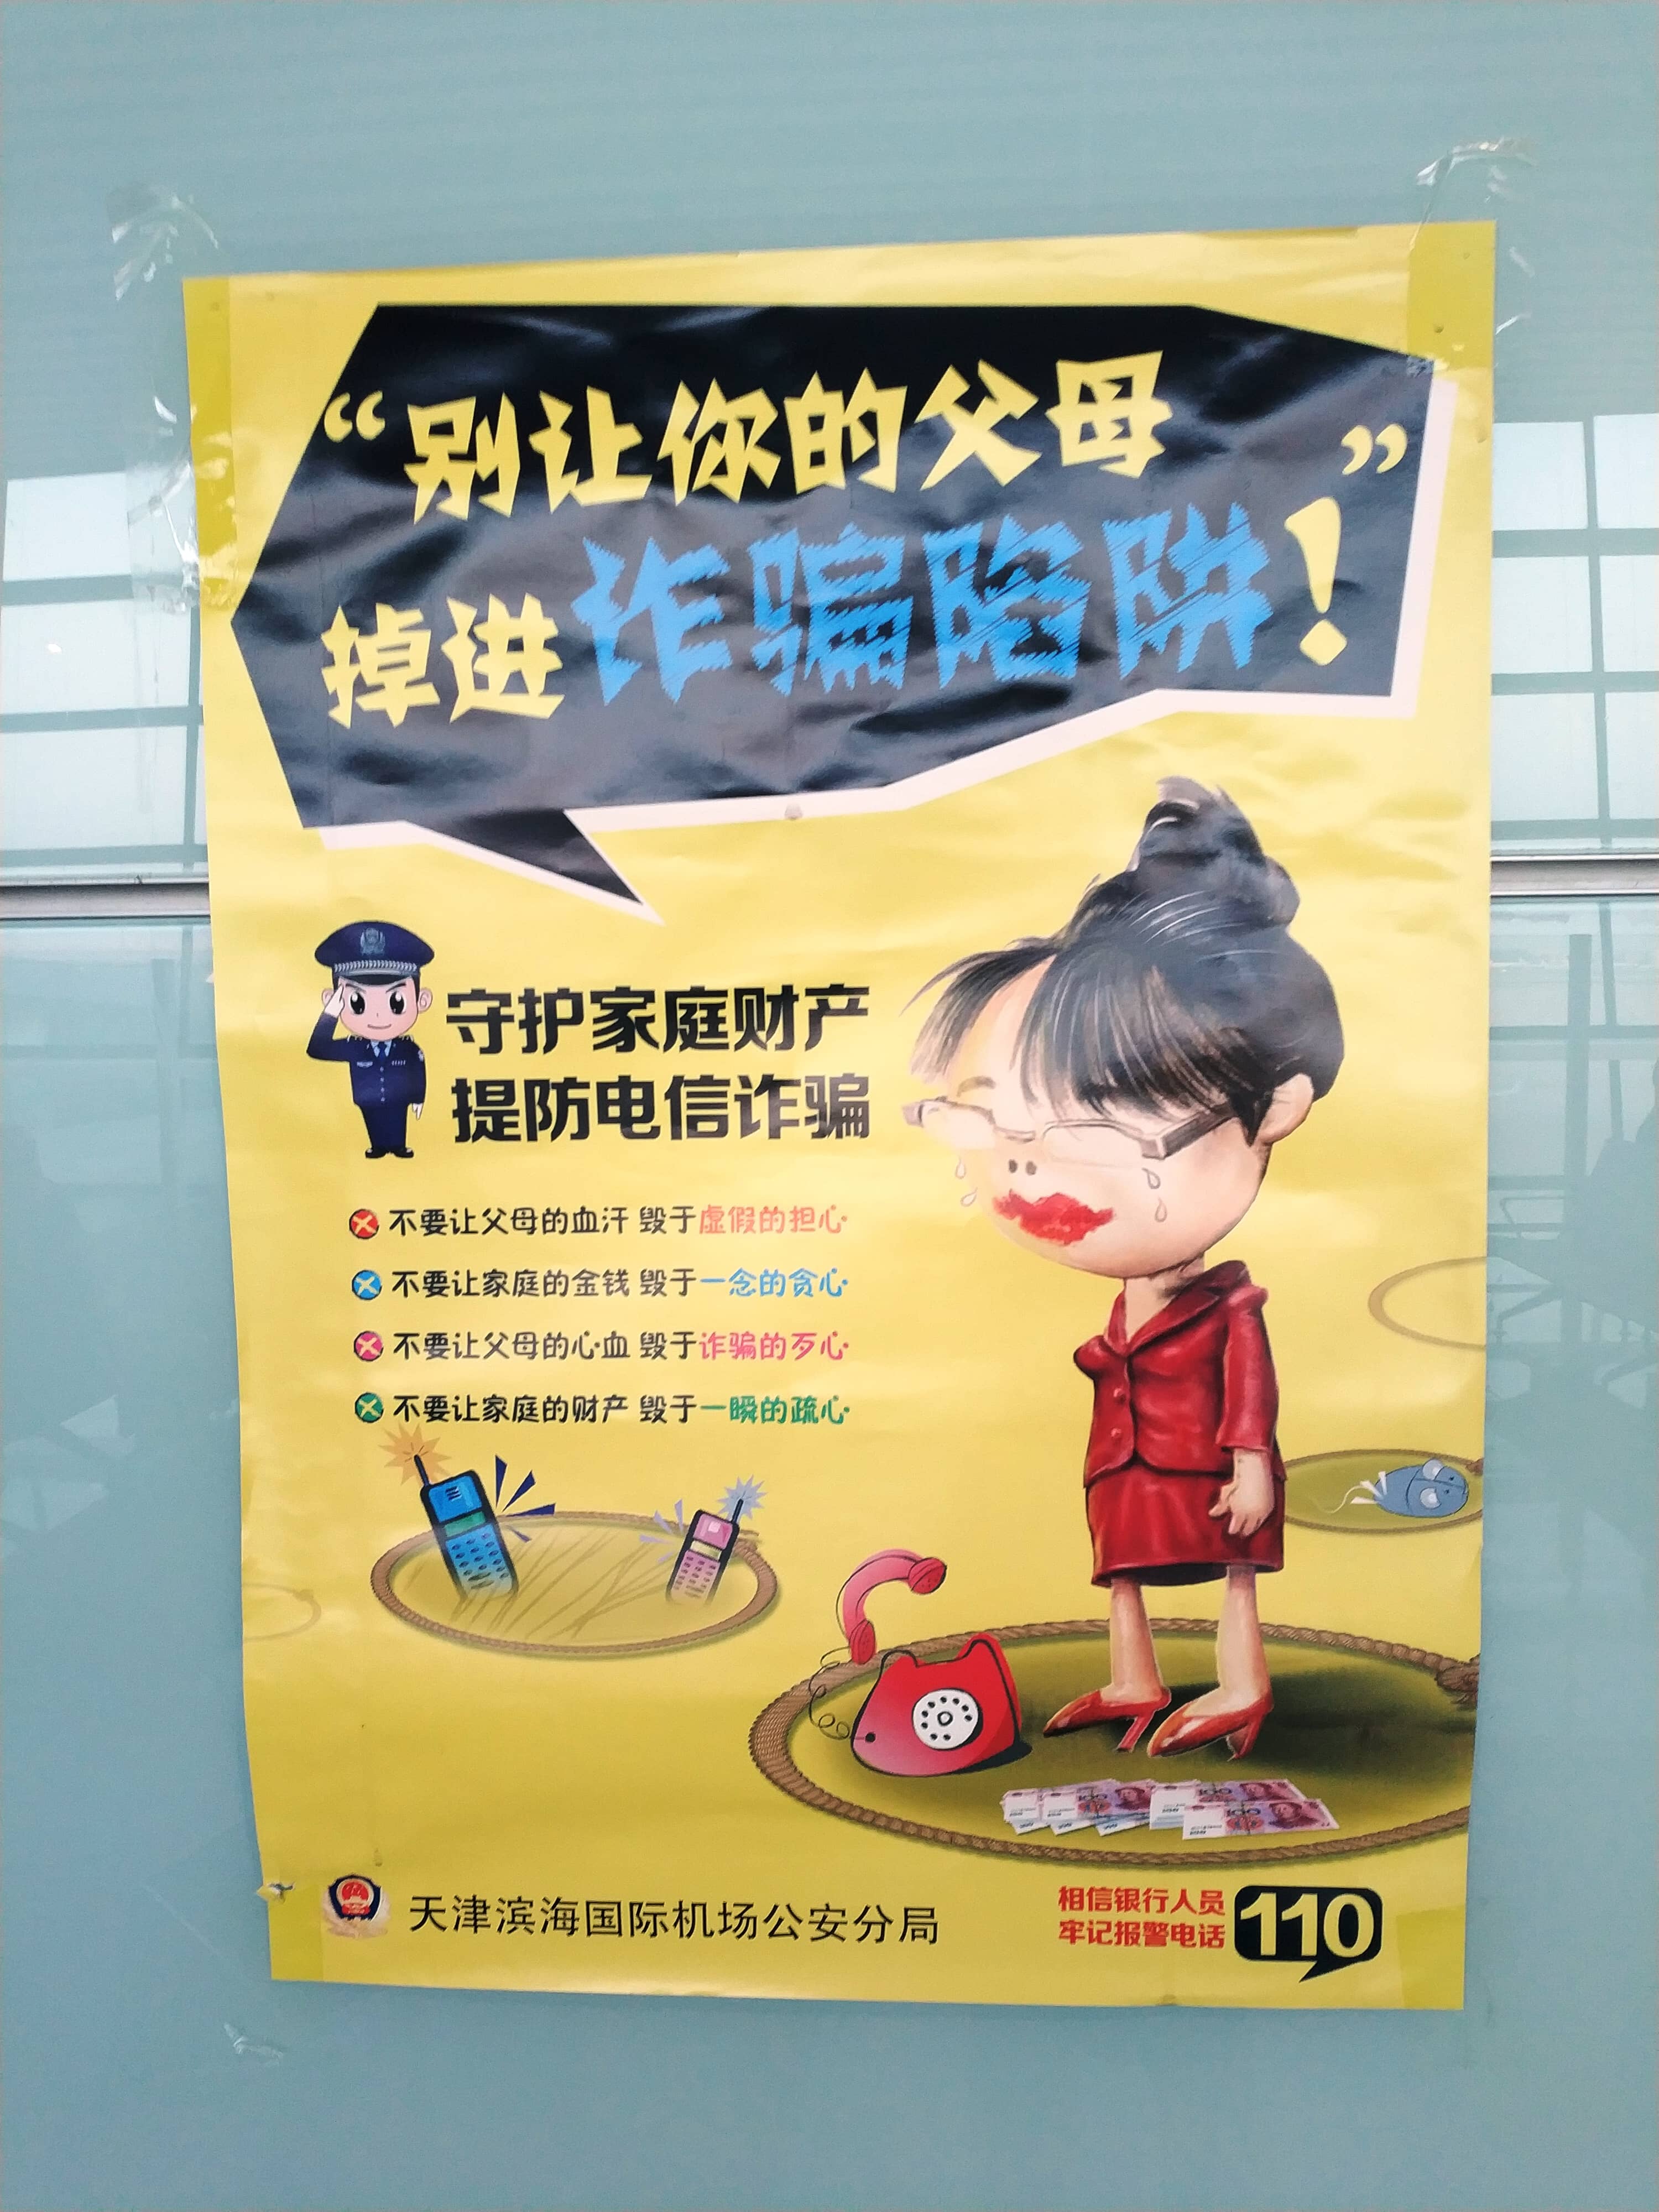 “别让你的父母
掉进诈骗陷阱！”
守护家庭财产
提防电信诈骗
不要让父母的血汗 毁于虚假的担心
不要让家庭的金钱 毁于一念的贪心
不要让父母的心血 毁于诈骗的歹心
不要让家庭的财产 毁于一瞬的疏心
天津滨海国际机场公安分局
相信银行人员
牢记报警电话
110